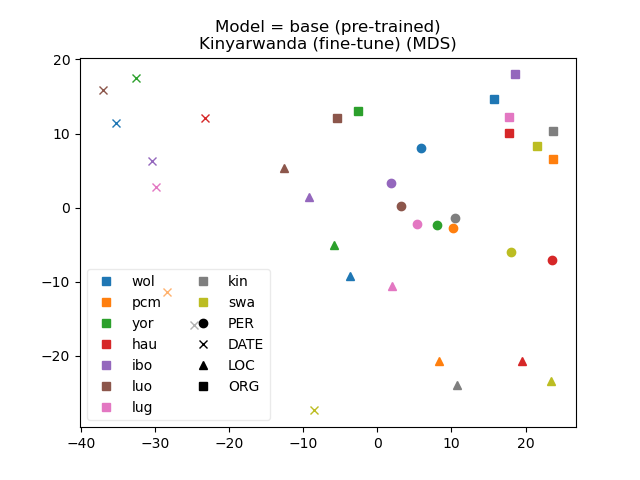 Model = base (pre-trained)
Kinyarwanda (fine-tune) (MDS)
20
10
0
−10
−20
wol
pcm
yor
hau
ibo
luo
lug
kin
swa
PER
DATE
LOC
ORG
−40 −30 −20 −10 0 10 20